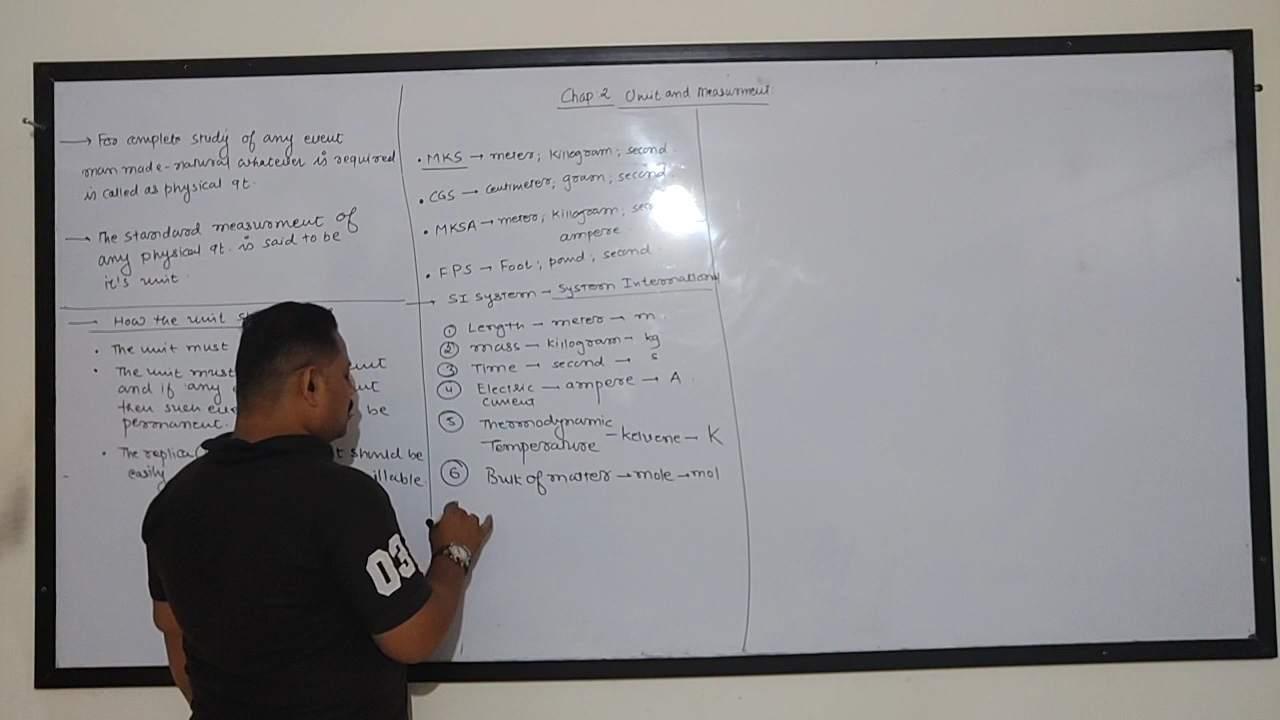 Chap: 2 Unit and Measurment
→ For complete study of any event
man made-natural whatever is required
is called as physical qt.
→ The standard measurment of
any physical qt. is said to be
it's unit.
→ How the unit
• The unit must
• The unit must
and if any
then such
permanent.
• The replica should be
easily
• MKS → meter; killogram; second.
• CGS → Centimeter; gram; second.
• MKSA → meter; killogram; sec
ampere
• FPS → Foot; pound; second.
→ SI System - System International
① Length → meter → m
② mass → killogram - kg
③ Time → second → s
④ Electric → ampere → A
current
⑤ Thermodynamic
Temperature - kelvene → K
⑥ Bulk of matter → mole → mol
03